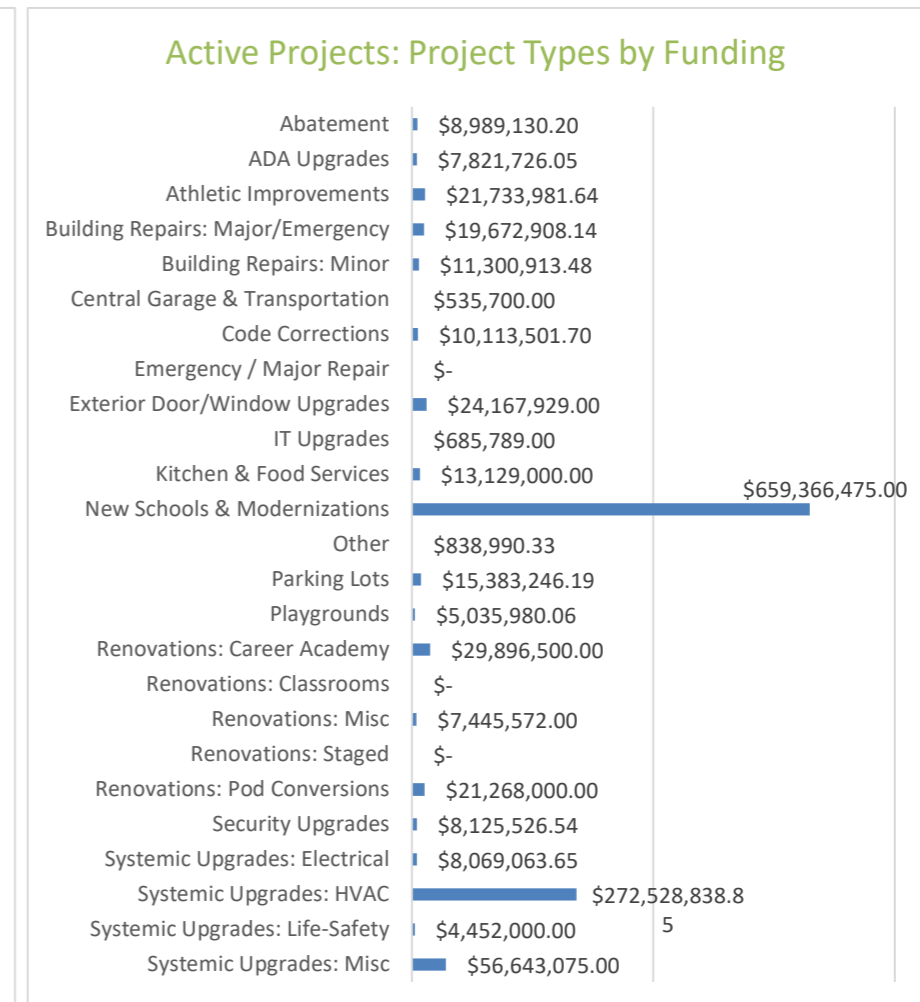 Active Projects: Project Types by Funding
Abatement $8,989,130.20
ADA Upgrades $7,821,726.05
Athletic Improvements $21,733,981.64
Building Repairs: Major/Emergency $19,672,908.14
Building Repairs: Minor $11,300,913.48
Central Garage & Transportation $535,700.00
Code Corrections $10,113,501.70
Emergency / Major Repair $-
Exterior Door/Window Upgrades $24,167,929.00
IT Upgrades $685,789.00
Kitchen & Food Services $13,129,000.00
New Schools & Modernizations $659,366,475.00
Other $838,990.33
Parking Lots $15,383,246.19
Playgrounds $5,035,980.06
Renovations: Career Academy $29,896,500.00
Renovations: Classrooms $-
Renovations: Misc $7,445,572.00
Renovations: Staged $-
Renovations: Pod Conversions $21,268,000.00
Security Upgrades $8,125,526.54
Systemic Upgrades: Electrical $8,069,063.65
Systemic Upgrades: HVAC $272,528,838.8
5
Systemic Upgrades: Life-Safety $4,452,000.00
Systemic Upgrades: Misc $56,643,075.00